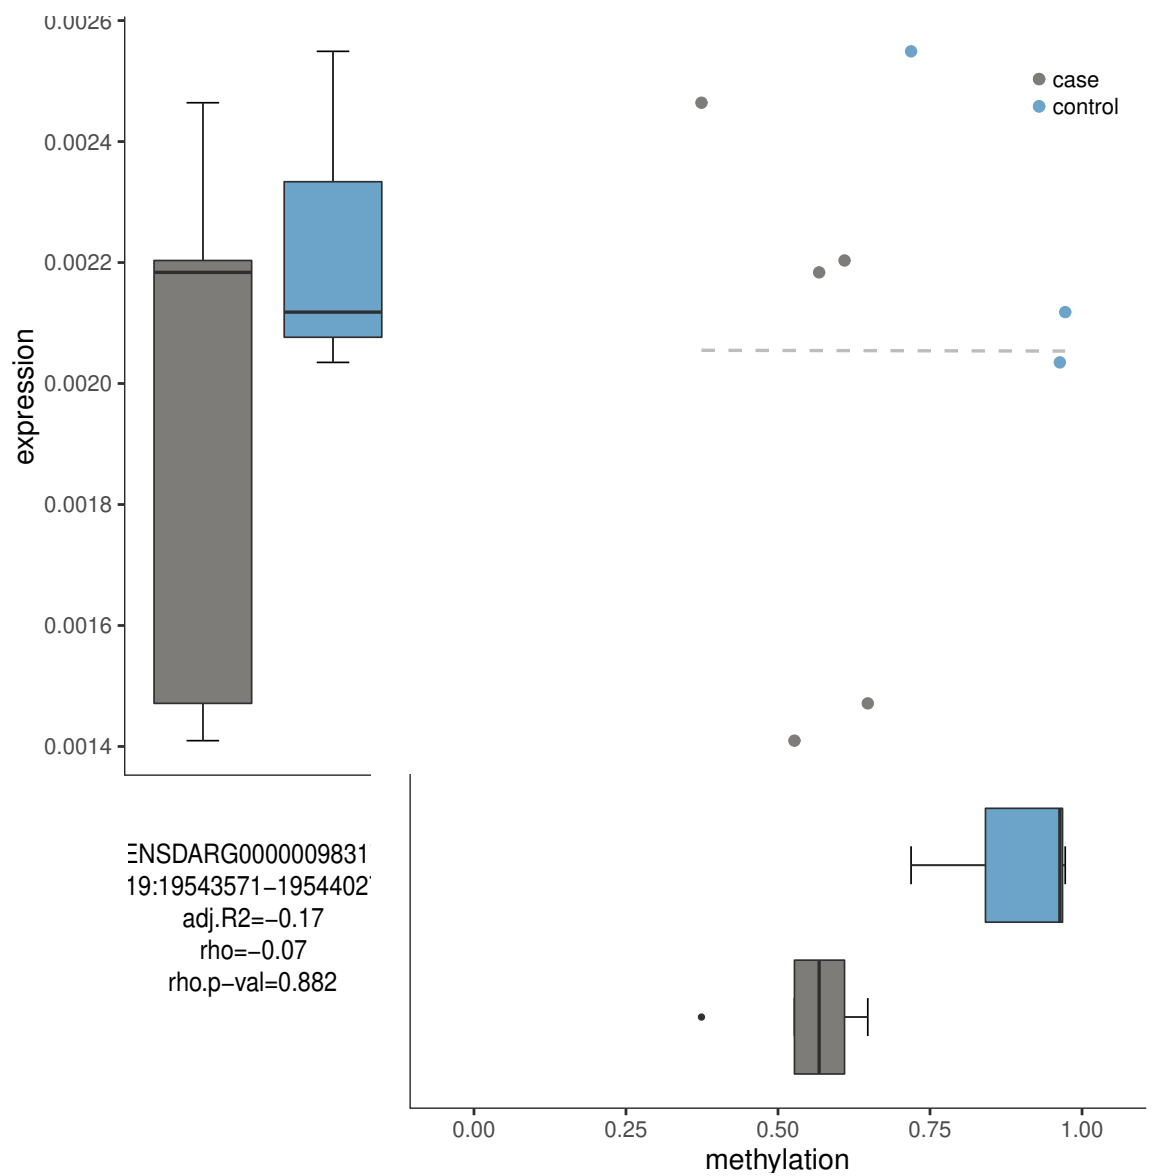 0.0026
0.0024
0.0022
0.0020
0.0018
0.0016
0.0014
expression
case
control
ENSDARG0000009831
19:19543571−1954402
adj.R2=−0.17
rho=−0.07
rho.p−val=0.882
0.00 0.25 0.50 0.75 1.00
methylation